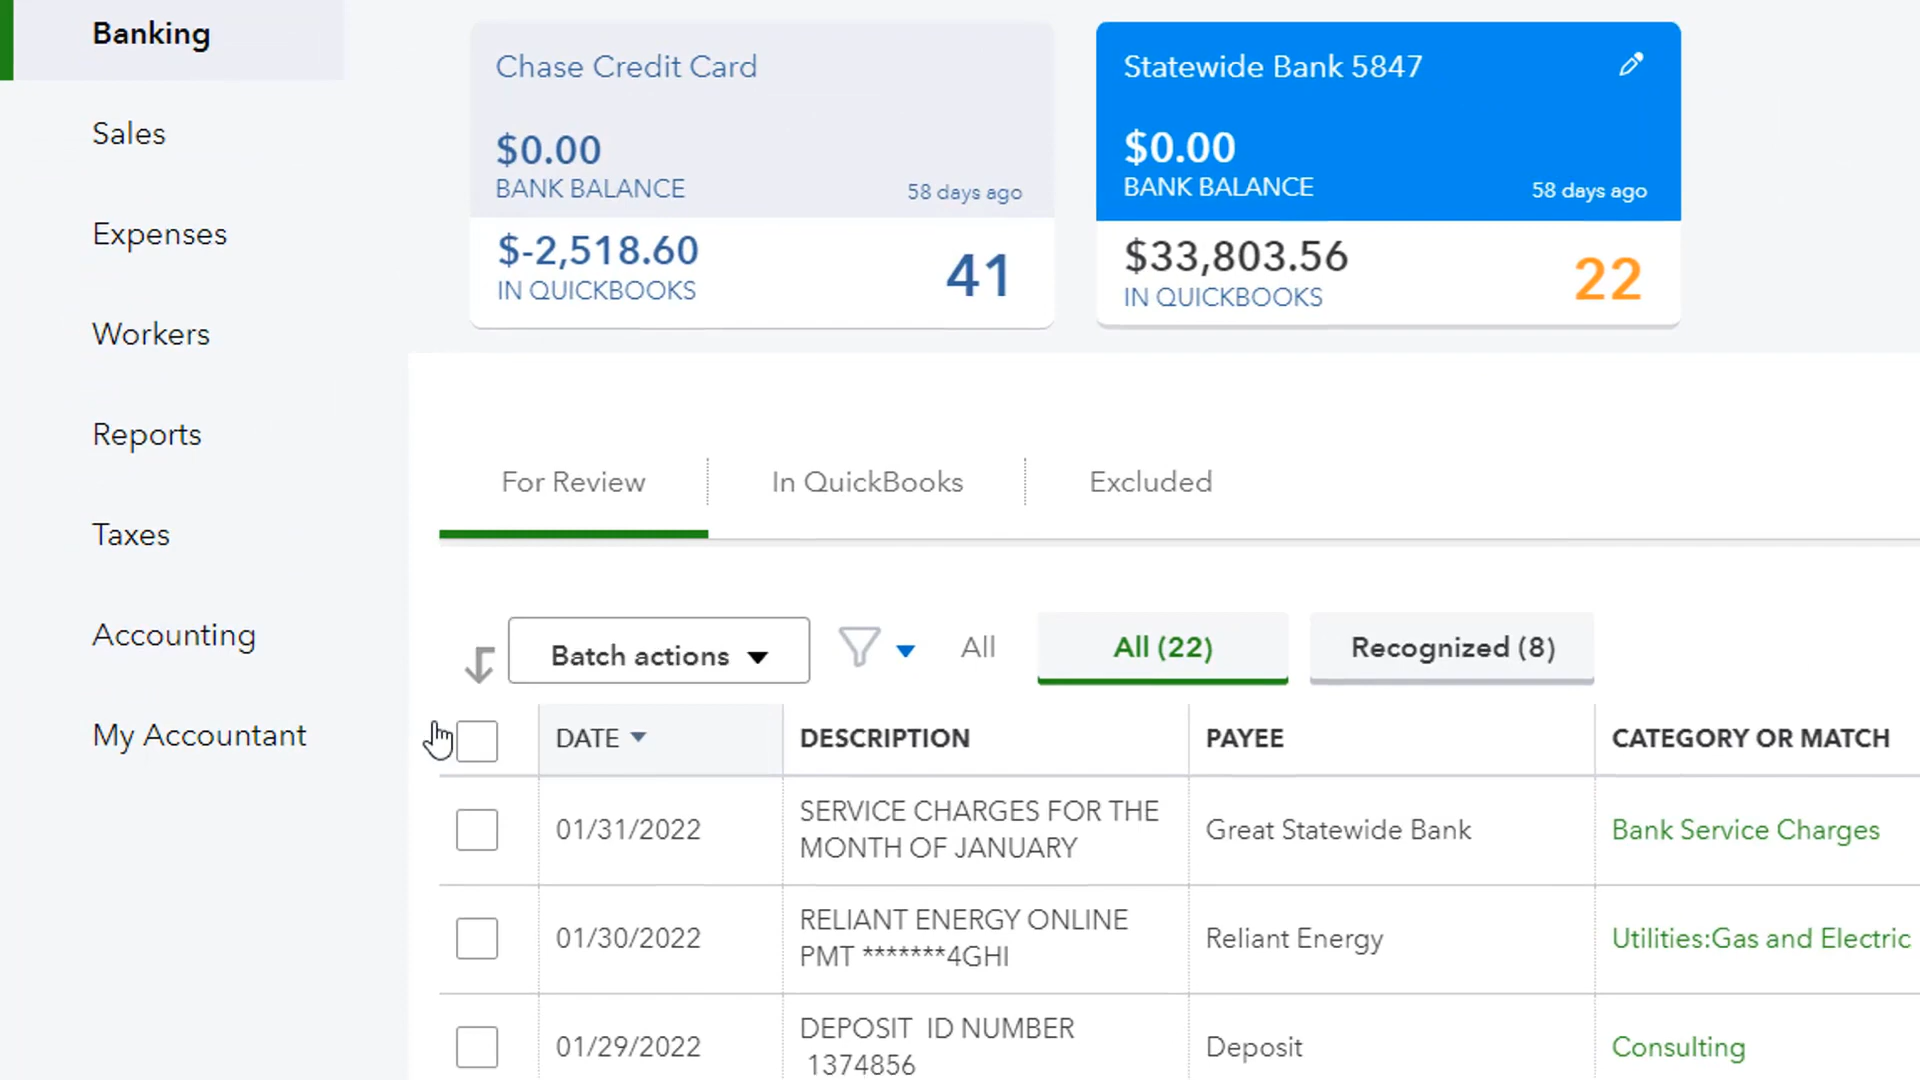 Banking
Sales
Expenses
Workers
Reports
Taxes
Accounting
My Accountant
Chase Credit Card
$0.00
BANK BALANCE
58 days ago
$-2,518.60
IN QUICKBOOKS
41
Statewide Bank 5847
$0.00
BANK BALANCE
58 days ago
$33,803.56
IN QUICKBOOKS
22
For Review
In QuickBooks
Excluded
Batch actions
All
All (22)
Recognized (8)
DATE
DESCRIPTION
PAYEE
CATEGORY OR MATCH
01/31/2022
SERVICE CHARGES FOR THE
MONTH OF JANUARY
Great Statewide Bank
Bank Service Charges
01/30/2022
RELIANT ENERGY ONLINE
PMT *******4GHI
Reliant Energy
Utilities:Gas and Electric
01/29/2022
DEPOSIT  ID NUMBER
1374856
Deposit
Consulting